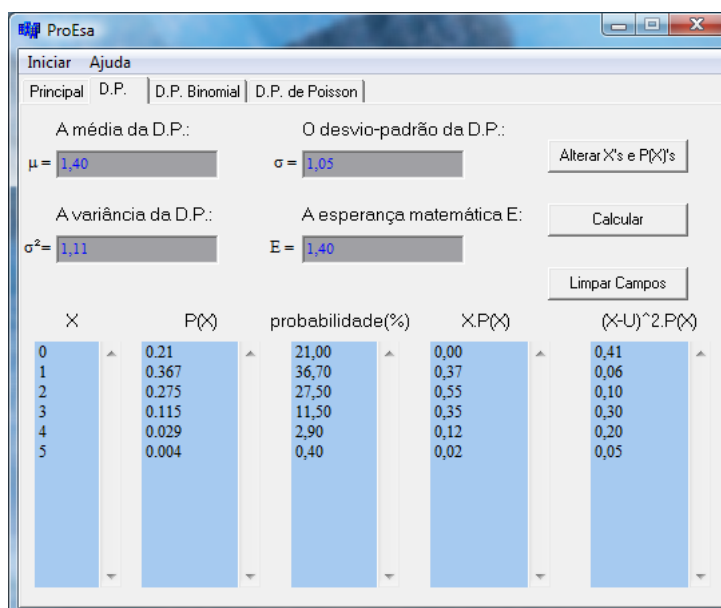 ProEsa
Iniciar Ajuda
Principal D.P. D.P. Binomial D.P. de Poisson
A média da D.P.: O desvio-padrão da D.P.:
μ = 1,40 σ = 1,05 Alterar X's e P(X)'s
A variância da D.P.: A esperança matemática E: Calcular
σ²= 1,11 E = 1,40
Limpar Campos
X P(X) probabilidade(%) X.P(X) (X-U)^2.P(X)
0 0.21 21,00 0,00 0,41
1 0.367 36,70 0,37 0,06
2 0.275 27,50 0,55 0,10
3 0.115 11,50 0,35 0,30
4 0.029 2,90 0,12 0,20
5 0.004 0,40 0,02 0,05